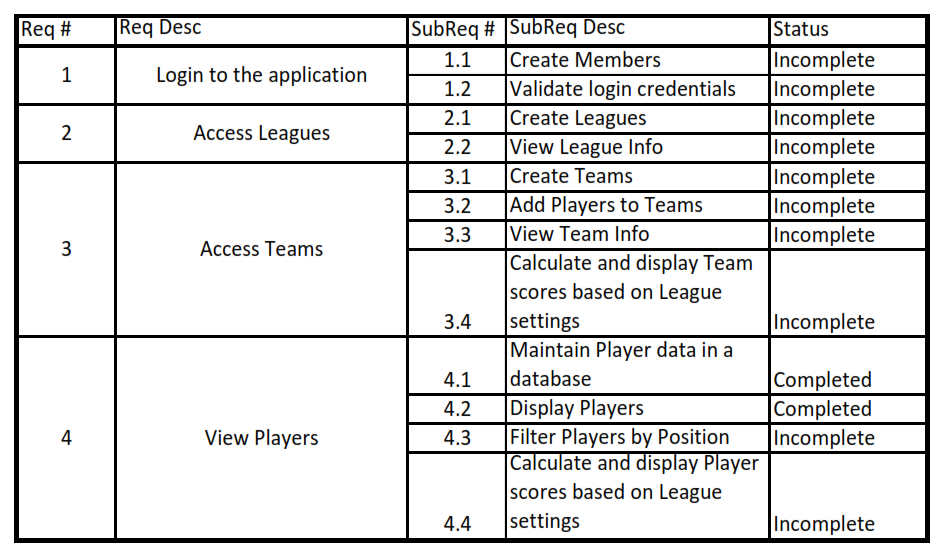 Req # Req Desc SubReq # SubReq Desc Status
1 Login to the application 1.1 Create Members Incomplete
1.2 Validate login credentials Incomplete
2 Access Leagues 2.1 Create Leagues Incomplete
2.2 View League Info Incomplete
3 Access Teams 3.1 Create Teams Incomplete
3.2 Add Players to Teams Incomplete
3.3 View Team Info Incomplete
Calculate and display Team
scores based on League
3.4 settings Incomplete
4 View Players Maintain Player data in a
4.1 database Completed
4.2 Display Players Completed
4.3 Filter Players by Position Incomplete
Calculate and display Player
scores based on League
4.4 settings Incomplete